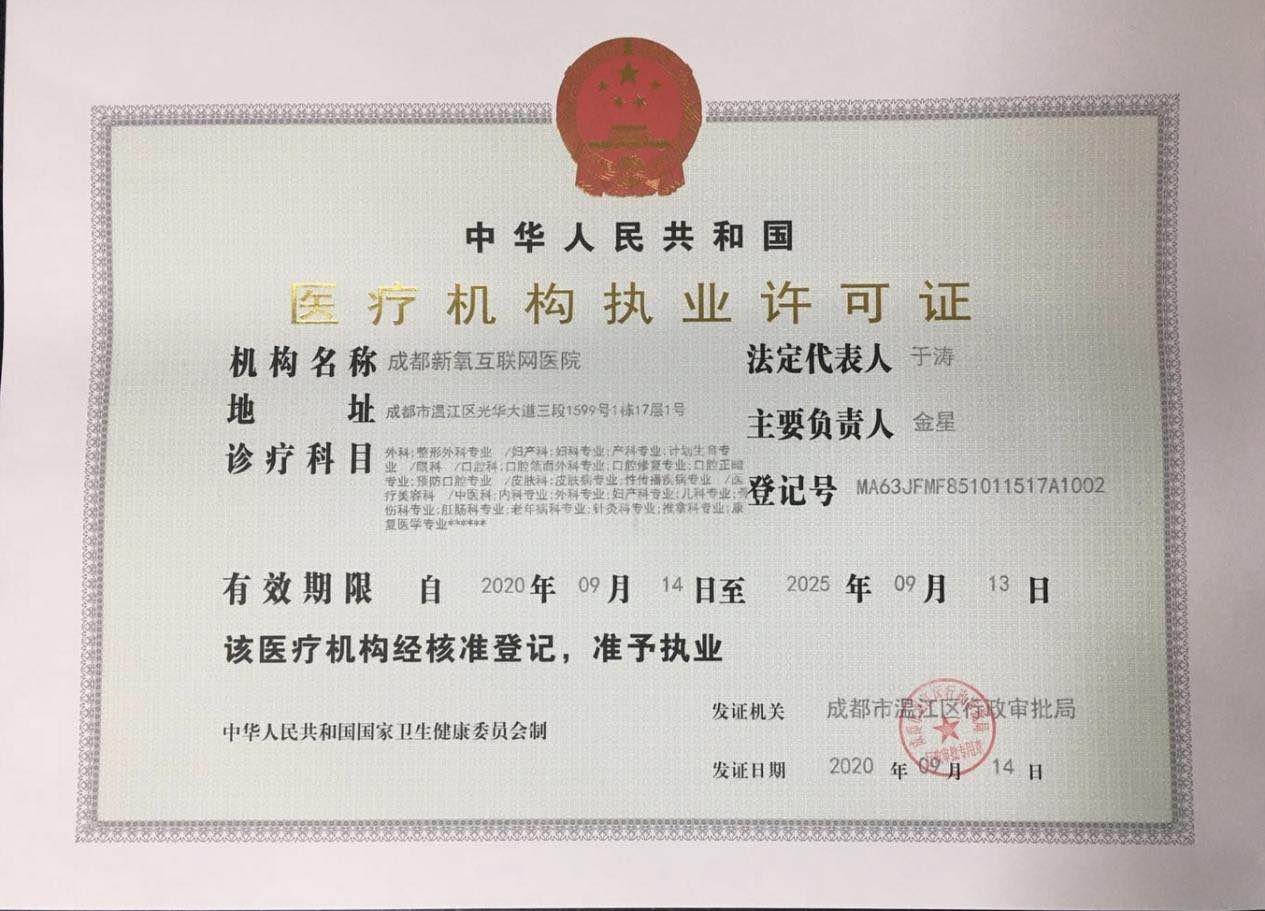 中华人民共和国
医疗机构执业许可证
机构名称 成都新氧互联网医院
法定代表人 于涛
地址 成都市温江区光华大道三段1599号1栋17层1号
主要负责人 金星
诊疗科目 外科;整形外科专业 /妇产科;妇科专业;产科专业;计划生育专
业 /眼科 /口腔科;口腔颌面外科专业;口腔修复专业;口腔正畸
专业;预防口腔专业 /皮肤科;皮肤病专业;性传播疾病专业 /医
疗美容科 /中医科;内科专业;外科专业;妇产科专业;儿科专业;骨
伤科专业;肛肠科专业;老年病科专业;针灸科专业;推拿科专业;康
复医学专业******
登记号 MA63JFMF851011517A1002
有效期限 自 2020年 09月 14日至 2025年 09月 13日
该医疗机构经核准登记，准予执业
发证机关 成都市温江区行政审批局
中华人民共和国国家卫生健康委员会制
发证日期 2020年 09月 14日